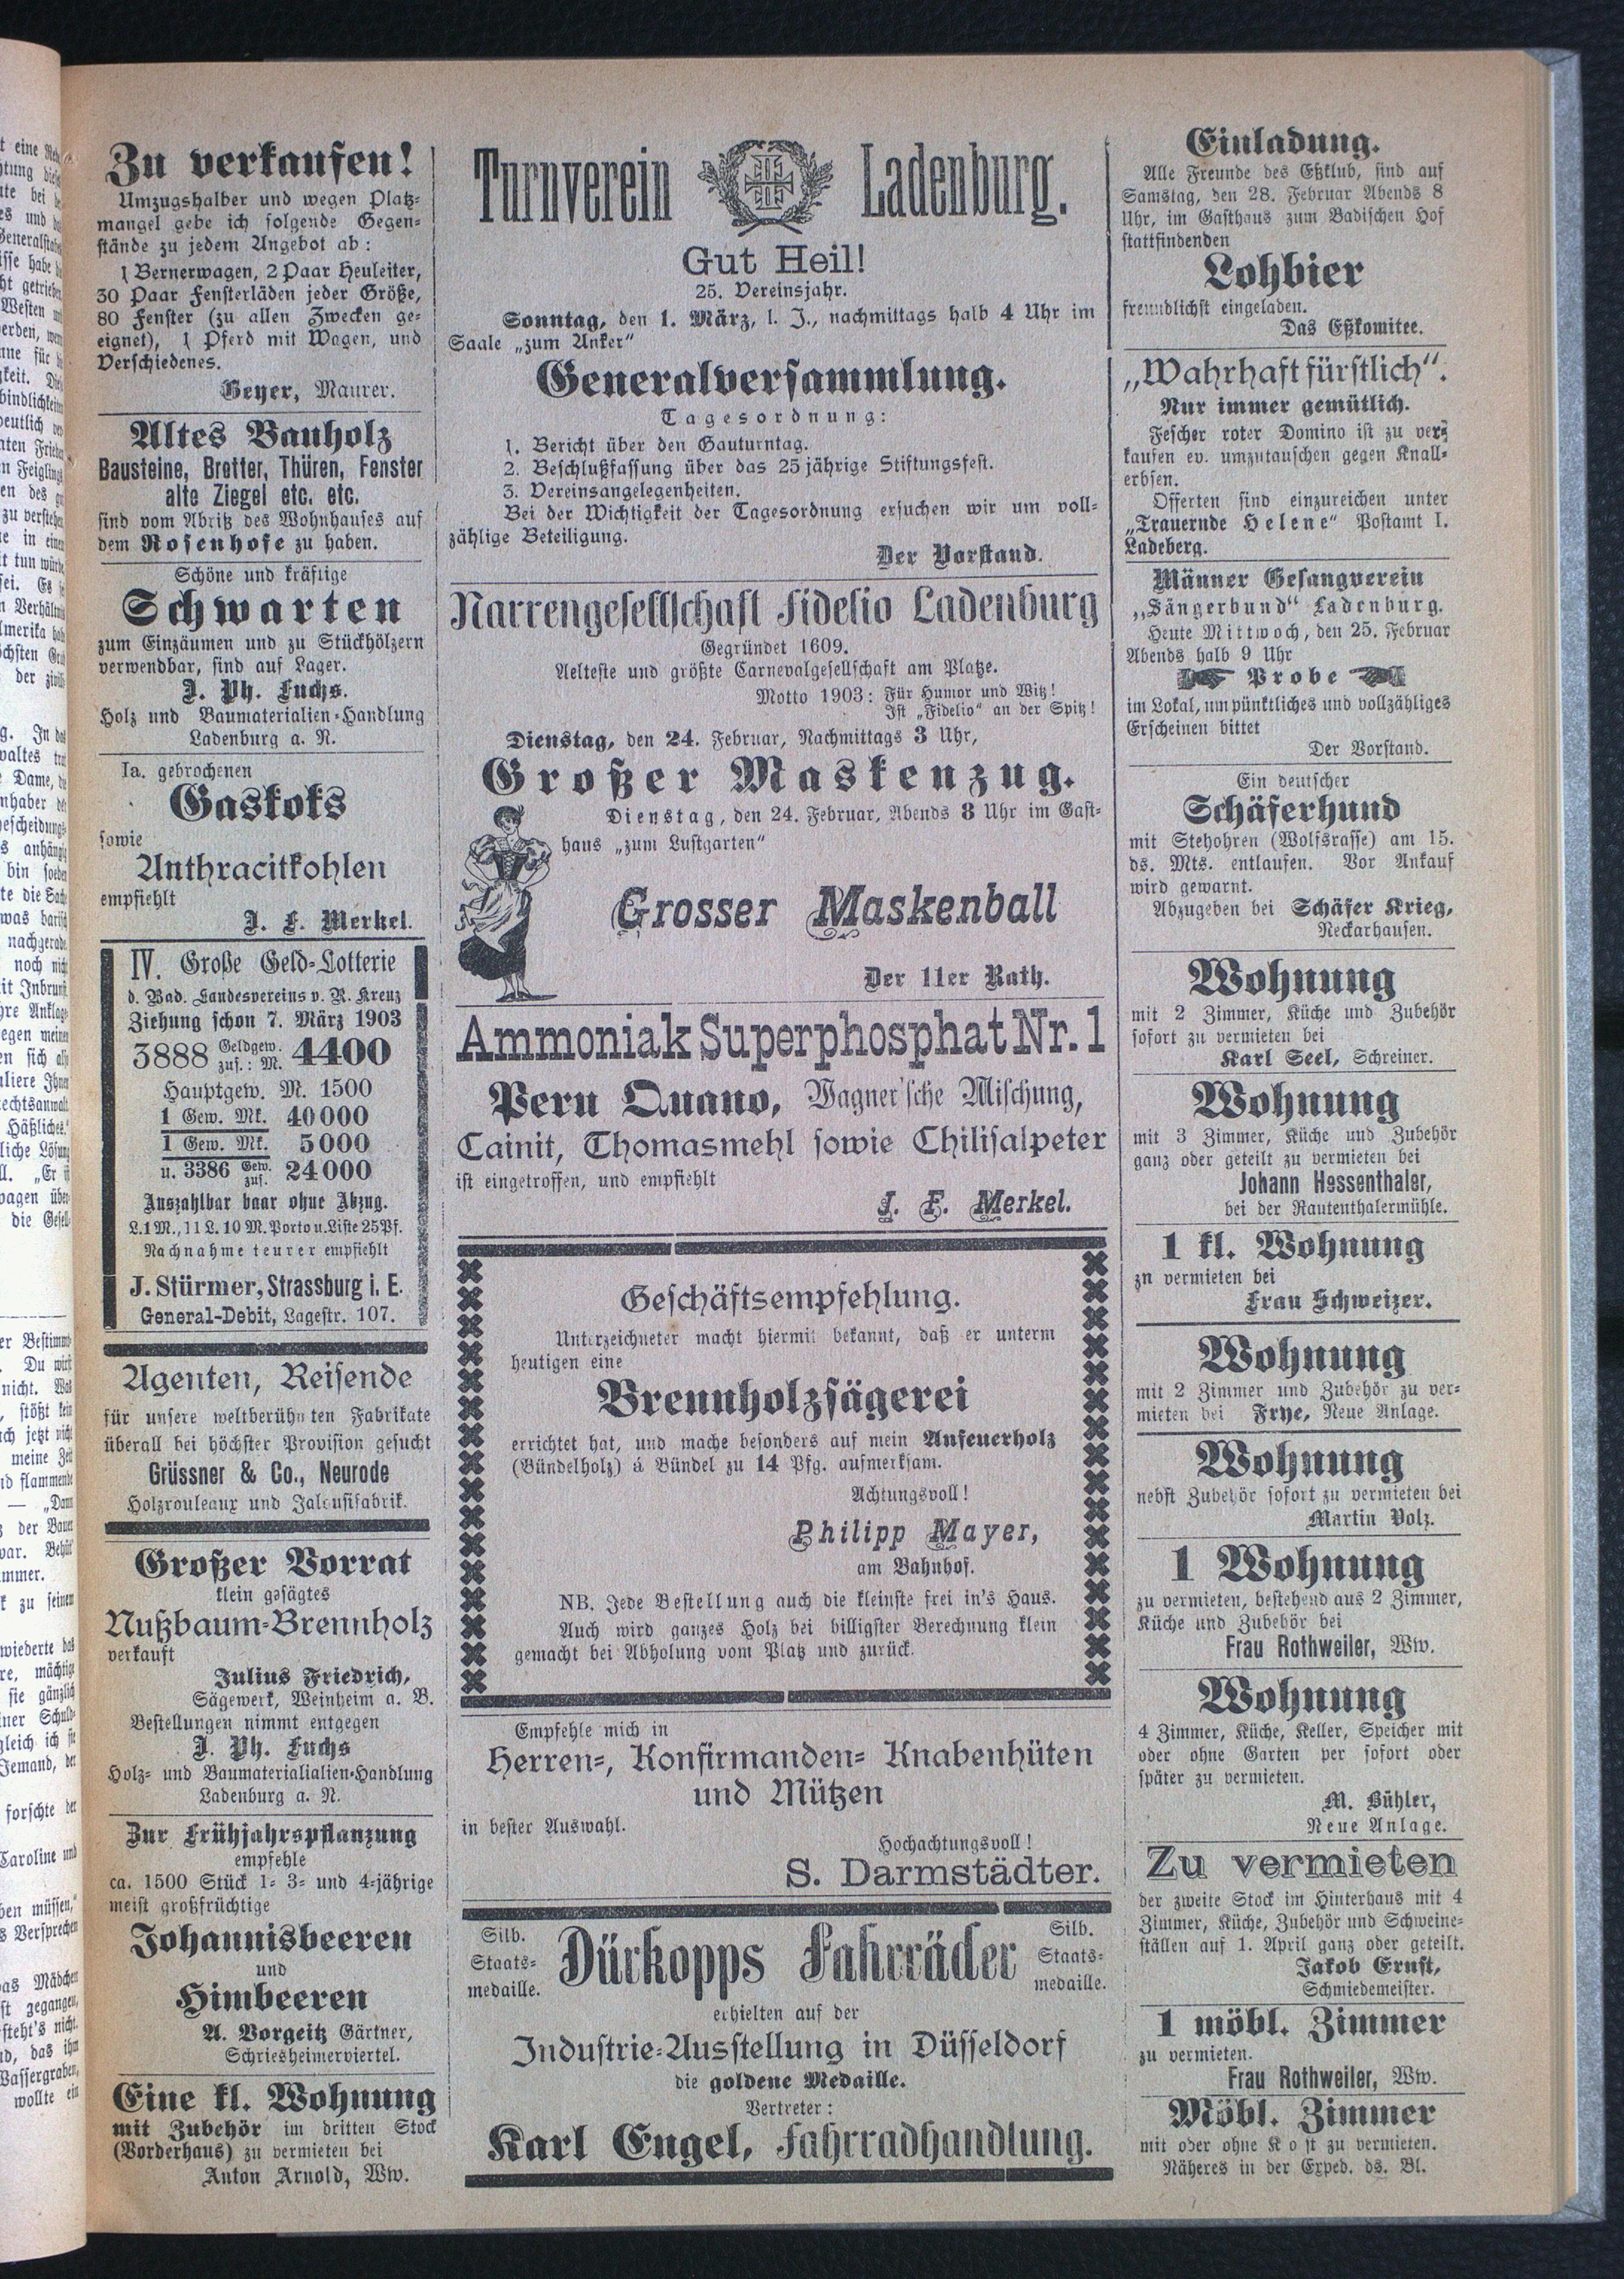 Zu verkaufen!
Umzugshalber und wegen Platz-
mangel gebe ich folgende Gegen-
stände zu jedem Angebot ab:
1 Bernerwagen, 2 Paar Heuleiter,
30 Paar Fensterläden jeder Größe,
80 Fenster (zu allen Zwecken ge-
eignet), 1 Pferd mit Wagen, und
Verschiedenes.
Beyer, Maurer.
Altes Bauholz
Bausteine, Bretter, Thüren, Fenster
alte Ziegel etc. etc.
sind vom Abriß des Wohnhauses auf
dem Rosenhofe zu haben.
Schöne und kräftige
Schwarten
zum Einzäumen und zu Stückhölzern
verwendbar, sind auf Lager.
J. Ph. Fuchs.
Holz und Baumaterialien-Handlung
Ladenburg a. N.
Ia. gebrochenen
Gaskoks
sowie
Anthracitkohlen
empfiehlt
J. F. Merkel.
IV. Große Geld-Lotterie
d. Bad. Landesvereins v. R. Kreuz
Ziehung schon 7. März 1903
3888 Geldgew. zus.: M. 4400
Hauptgew. M. 1500
1 Gew. Mk. 40000
1 Gew. Mk. 5000
u. 3386 Gew. zus. 24000
Auszahlbar baar ohne Abzug.
L. 1 M., 11 L. 10 M. Porto u. Liste 25 Pf.
Nachnahme teurer empfiehlt
J. Stürmer, Strassburg i. E.
General-Debit, Lagestr. 107.
Agenten, Reisende
für unsere weltberühmten Fabrikate
überall bei höchster Provision gesucht
Grüssner & Co., Neurode
Holzrouleaux und Jalousifabrik.
Großer Vorrat
klein gesägtes
Nußbaum-Brennholz
verkauft
Julius Friedrich,
Sägewerk, Weinheim a. B.
Bestellungen nimmt entgegen
J. Ph. Fuchs
Holz- und Baumaterialialien-Handlung
Ladenburg a. N.
Zur Frühjahrspflanzung
empfehle
ca. 1500 Stück 1- 3- und 4-jährige
meist großfrüchtige
Johannisbeeren
und
Himbeeren
A. Vorgeitz Gärtner,
Schriesheimerviertel.
Eine kl. Wohnung
mit Zubehör im dritten Stock
(Vorderhaus) zu vermieten bei
Anton Arnold, Ww.
Turnverein Ladenburg.
Gut Heil!
25. Vereinsjahr.
Sonntag, den 1. März, l. J., nachmittags halb 4 Uhr im
Saale „zum Anker“
Generalversammlung.
Tagesordnung:
1. Bericht über den Gauturntag.
2. Beschlußfassung über das 25jährige Stiftungsfest.
3. Vereinsangelegenheiten.
Bei der Wichtigkeit der Tagesordnung ersuchen wir um voll-
zählige Beteiligung.
Der Vorstand.
Narrengesellschaft Fidelio Ladenburg
Gegründet 1609.
Aelteste und größte Carnevalgesellschaft am Platze.
Motto 1903: Für Humor und Witz!
Ist „Fidelio“ an der Spitz!
Dienstag, den 24. Februar, Nachmittags 3 Uhr,
Großer Maskenzug.
Dienstag, den 24. Februar, Abends 8 Uhr im Gast-
haus „zum Lustgarten“
Grosser Maskenball
Der 11er Rath.
Ammoniak Superphosphat Nr. 1
Peru Quano, Wagner'sche Mischung,
Cainit, Thomasmehl sowie Chilisalpeter
ist eingetroffen, und empfiehlt
J. F. Merkel.
Geschäftsempfehlung.
Unterzeichneter macht hiermit bekannt, daß er unterm
heutigen eine
Brennholzsägerei
errichtet hat, und mache besonders auf mein Anfeuerholz
(Bündelholz) á Bündel zu 14 Pfg. aufmerksam.
Achtungsvoll!
Philipp Mayer,
am Bahnhof.
NB. Jede Bestellung auch die kleinste frei in's Haus.
Auch wird ganzes Holz bei billigster Berechnung klein
gemacht bei Abholung vom Platz und zurück.
Empfehle mich in
Herren-, Konfirmanden- Knabenhüten
und Mützen
in bester Auswahl.
Hochachtungsvoll!
S. Darmstädter.
Silb. Staats- medaille.
Dürkopps Fahrräder
Silb. Staats- medaille.
erhielten auf der
Industrie-Ausstellung in Düsseldorf
die goldene Medaille.
Vertreter:
Karl Engel, Fahrradhandlung.
Einladung.
Alle Freunde des Eßklub, sind auf
Samstag, den 28. Februar Abends 8
Uhr, im Gasthaus zum Badischen Hof
stattfindenden
Lohbier
freundlichst eingeladen.
Das Eßkomitee.
„Wahrhaft fürstlich“.
Nur immer gemütlich.
Fescher roter Domino ist zu ver-
kaufen ev. umzutauschen gegen Knall-
erbsen.
Offerten sind einzureichen unter
„Trauernde Helene“ Postamt I.
Ladeberg.
Männer Gesangverein
„Sängerbund“ Ladenburg.
Heute Mittwoch, den 25. Februar
Abends halb 9 Uhr
Probe
im Lokal, um pünktliches und vollzähliges
Erscheinen bittet
Der Vorstand.
Ein deutscher
Schäferhund
mit Stehohren (Wolfsrasse) am 15.
ds. Mts. entlaufen. Vor Ankauf
wird gewarnt.
Abzugeben bei Schäfer Krieg,
Neckarhausen.
Wohnung
mit 2 Zimmer, Küche und Zubehör
sofort zu vermieten bei
Karl Seel, Schreiner.
Wohnung
mit 3 Zimmer, Küche und Zubehör
ganz oder geteilt zu vermieten bei
Johann Hessenthaler,
bei der Rautenthalermühle.
1 kl. Wohnung
zu vermieten bei
Frau Schweizer.
Wohnung
mit 2 Zimmer und Zubehör zu ver-
mieten bei Frye, Neue Anlage.
Wohnung
nebst Zubehör sofort zu vermieten bei
Martin Volz.
1 Wohnung
zu vermieten, bestehend aus 2 Zimmer,
Küche und Zubehör bei
Frau Rothweiler, Ww.
Wohnung
4 Zimmer, Küche, Keller, Speicher mit
oder ohne Garten per sofort oder
später zu vermieten.
M. Bühler,
Neue Anlage.
Zu vermieten
der zweite Stock im Hinterhaus mit 4
Zimmer, Küche, Zubehör und Schweine-
ställen auf 1. April ganz oder geteilt.
Jakob Ernst,
Schmiedemeister.
1 möbl. Zimmer
zu vermieten.
Frau Rothweiler, Ww.
Möbl. Zimmer
mit oder ohne Kost zu vermieten.
Näheres in der Exped. ds. Bl.